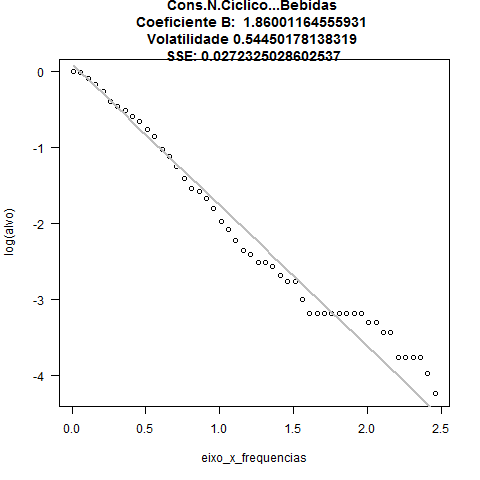 Cons.N.Ciclico...Bebidas
Coeficiente B:  1.86001164555931
Volatilidade 0.54450178138319
SSE: 0.0272325028602537
0
-1
-2
-3
-4
log(alvo)
0.0 0.5 1.0 1.5 2.0 2.5
eixo_x_frequencias